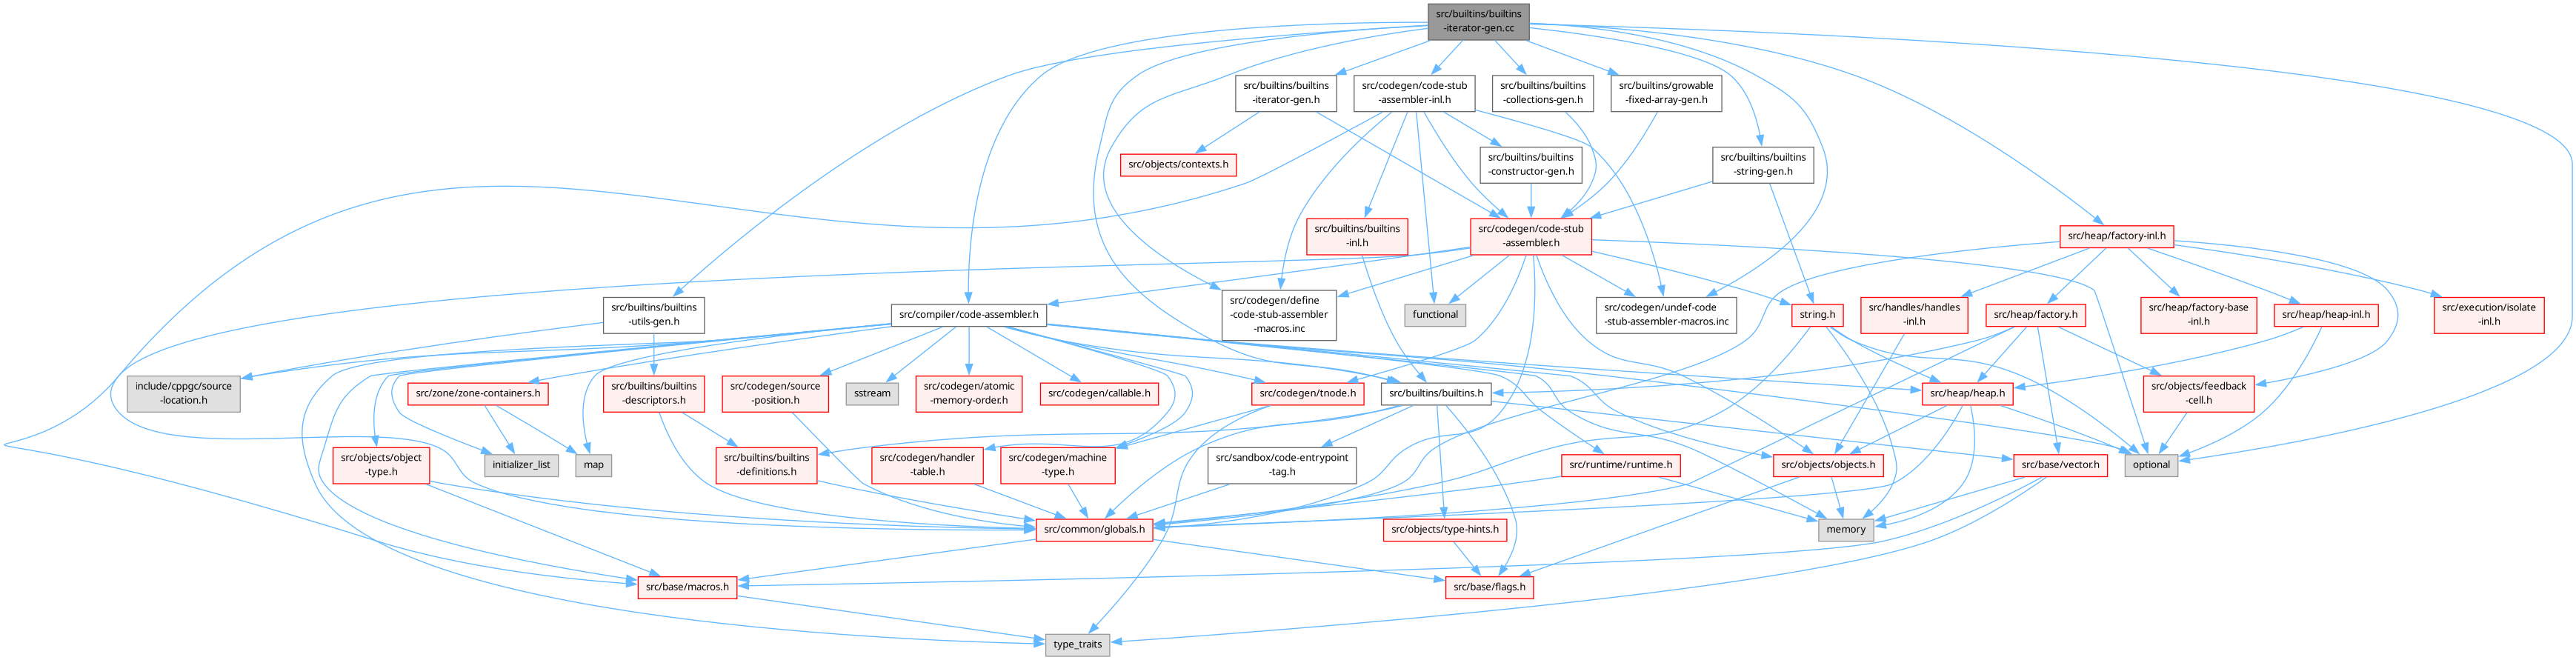 src/builtins/builtins
-iterator-gen.cc
src/builtins/builtins
-iterator-gen.h
src/codegen/code-stub
-assembler-inl.h
src/builtins/builtins
-collections-gen.h
src/builtins/growable
-fixed-array-gen.h
src/objects/contexts.h
src/builtins/builtins
-constructor-gen.h
src/builtins/builtins
-string-gen.h
src/builtins/builtins
-inl.h
src/codegen/code-stub
-assembler.h
src/heap/factory-inl.h
src/builtins/builtins
-utils-gen.h
src/compiler/code-assembler.h
src/codegen/define
-code-stub-assembler
-macros.inc
functional
src/codegen/undef-code
-stub-assembler-macros.inc
string.h
src/handles/handles
-inl.h
src/heap/factory.h
src/heap/factory-base
-inl.h
src/heap/heap-inl.h
src/execution/isolate
-inl.h
include/cppgc/source
-location.h
src/zone/zone-containers.h
src/builtins/builtins
-descriptors.h
src/codegen/source
-position.h
sstream
src/codegen/atomic
-memory-order.h
src/codegen/callable.h
src/codegen/tnode.h
src/builtins/builtins.h
src/heap/heap.h
src/objects/feedback
-cell.h
src/objects/object
-type.h
initializer_list
map
src/builtins/builtins
-definitions.h
src/codegen/handler
-table.h
src/codegen/machine
-type.h
src/sandbox/code-entrypoint
-tag.h
src/runtime/runtime.h
src/objects/objects.h
src/base/vector.h
optional
src/common/globals.h
src/objects/type-hints.h
memory
src/base/macros.h
src/base/flags.h
type_traits